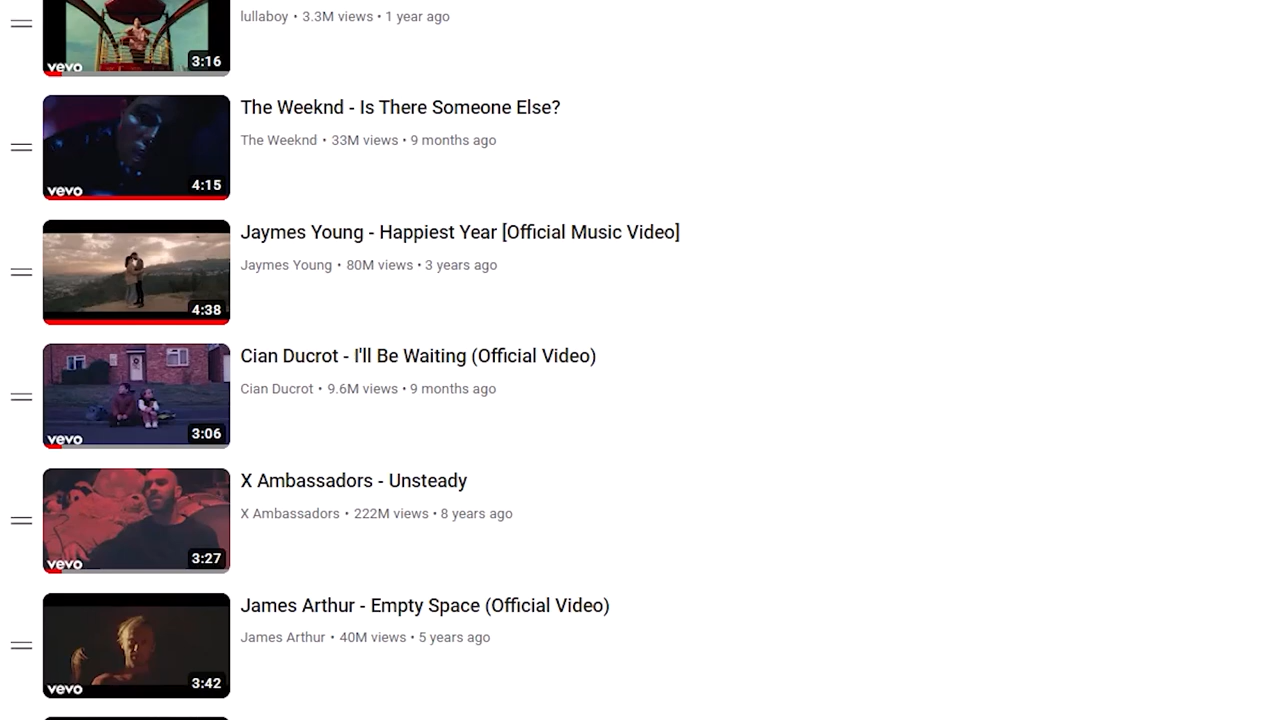 lullaboy • 3.3M views • 1 year ago
vevo
3:16
The Weeknd - Is There Someone Else?
The Weeknd • 33M views • 9 months ago
vevo
4:15
Jaymes Young - Happiest Year [Official Music Video]
Jaymes Young • 80M views • 3 years ago
4:38
Cian Ducrot - I'll Be Waiting (Official Video)
Cian Ducrot • 9.6M views • 9 months ago
vevo
3:06
X Ambassadors - Unsteady
X Ambassadors • 222M views • 8 years ago
vevo
3:27
James Arthur - Empty Space (Official Video)
James Arthur • 40M views • 5 years ago
vevo
3:42